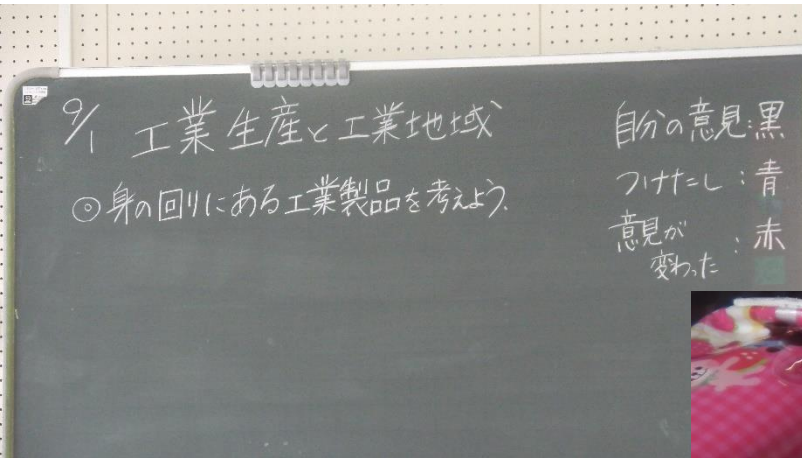 9/1 工業生産と工業地域
◎身の回りにある工業製品を考えよう.
自分の意見:黒
つけたし:青
意見が
変わった:赤